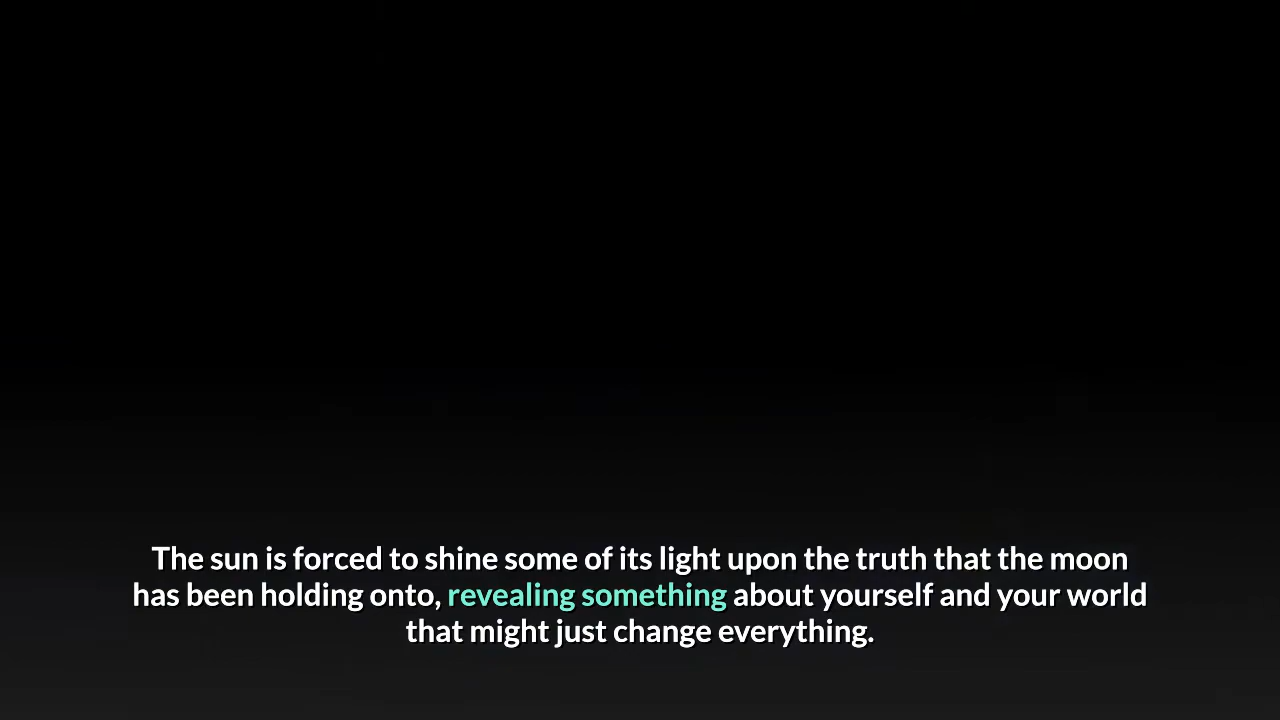 The sun is forced to shine some of its light upon the truth that the moon
has been holding onto, revealing something about yourself and your world
that might just change everything.